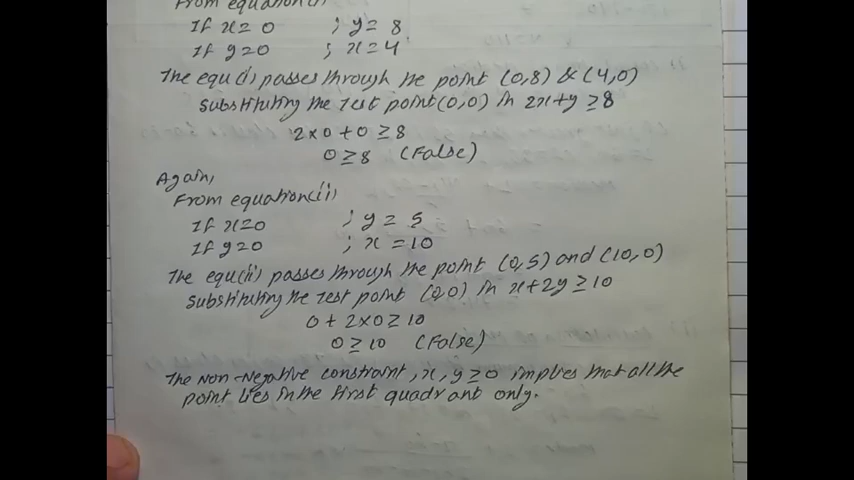 From equation(i)
If x = 0 ; y = 8
If y = 0 ; x = 4
The equ(i) passes through the point (0,8) & (4,0)
substituting the test point (0,0) in 2x+y ≥ 8
2×0 + 0 ≥ 8
0 ≥ 8 (False)
Again,
From equation(ii)
If x=0 ; y = 5
If y=0 ; x = 10
The equ(ii) passes through the point (0,5) and (10,0)
substituting the test point (0,0) in x+2y ≥ 10
0 + 2×0 ≥ 10
0 ≥ 10 (False)
The non-negative constraint, x, y ≥ 0 implies that all the
point lies in the first quadrant only.